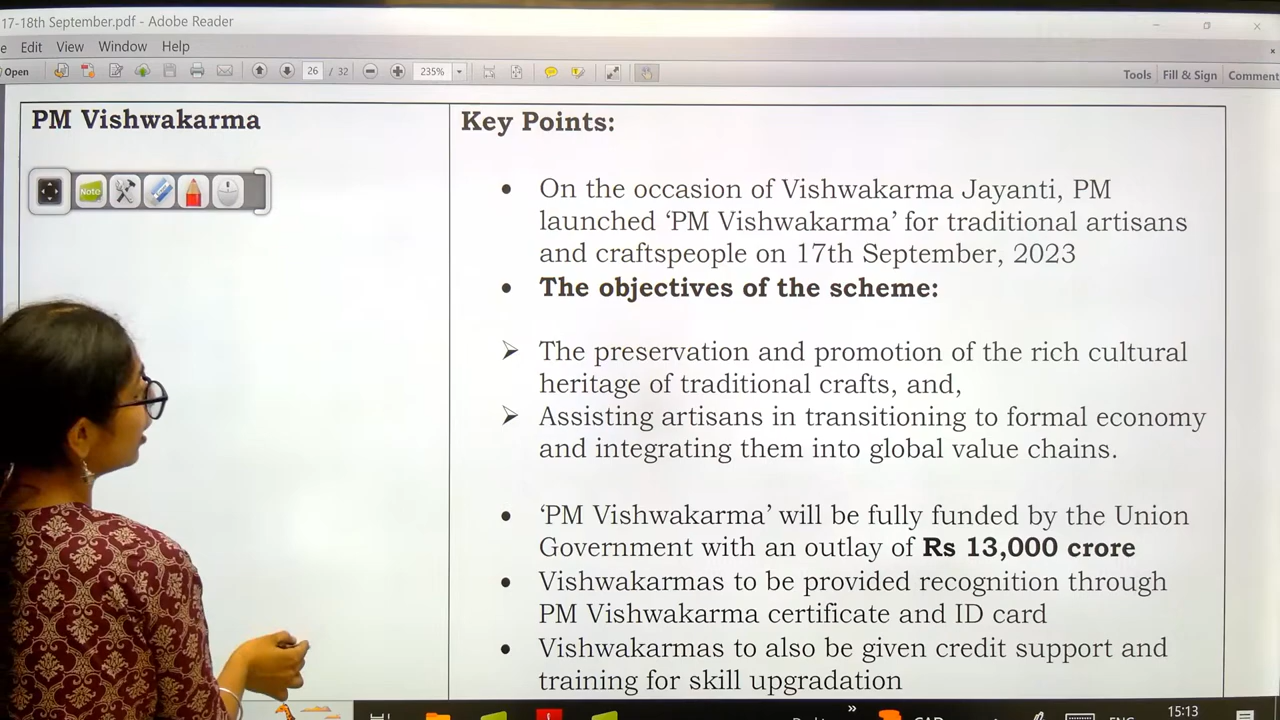 17-18th September.pdf - Adobe Reader
e Edit View Window Help
Open 26 / 32 235% Tools Fill & Sign Comment
PM Vishwakarma
Note
Key Points:
• On the occasion of Vishwakarma Jayanti, PM
launched ‘PM Vishwakarma’ for traditional artisans
and craftspeople on 17th September, 2023
• The objectives of the scheme:
➢ The preservation and promotion of the rich cultural
heritage of traditional crafts, and,
➢ Assisting artisans in transitioning to formal economy
and integrating them into global value chains.
• ‘PM Vishwakarma’ will be fully funded by the Union
Government with an outlay of Rs 13,000 crore
• Vishwakarmas to be provided recognition through
PM Vishwakarma certificate and ID card
• Vishwakarmas to also be given credit support and
training for skill upgradation
15:13